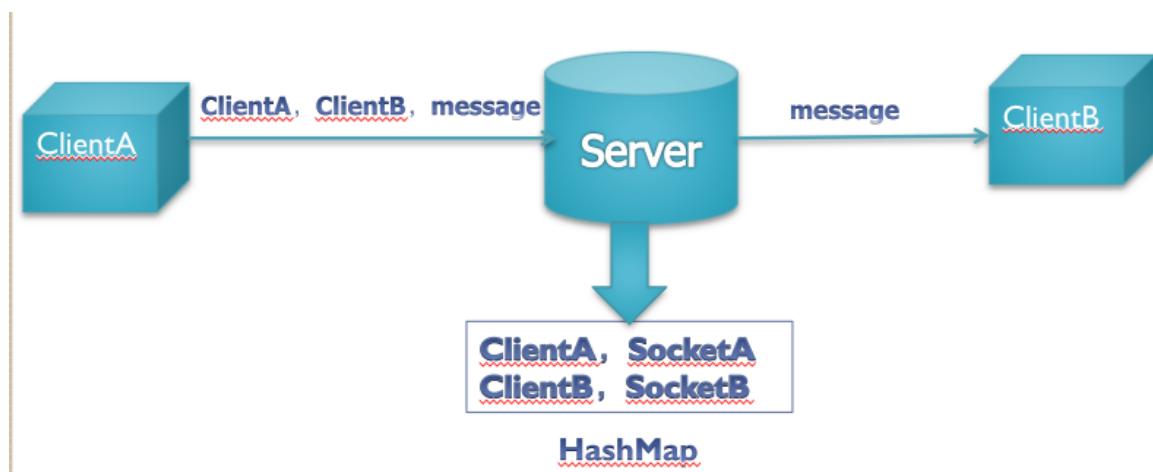 ClientA
ClientA，ClientB，message
Server
message
ClientB
ClientA，SocketA
ClientB，SocketB
HashMap